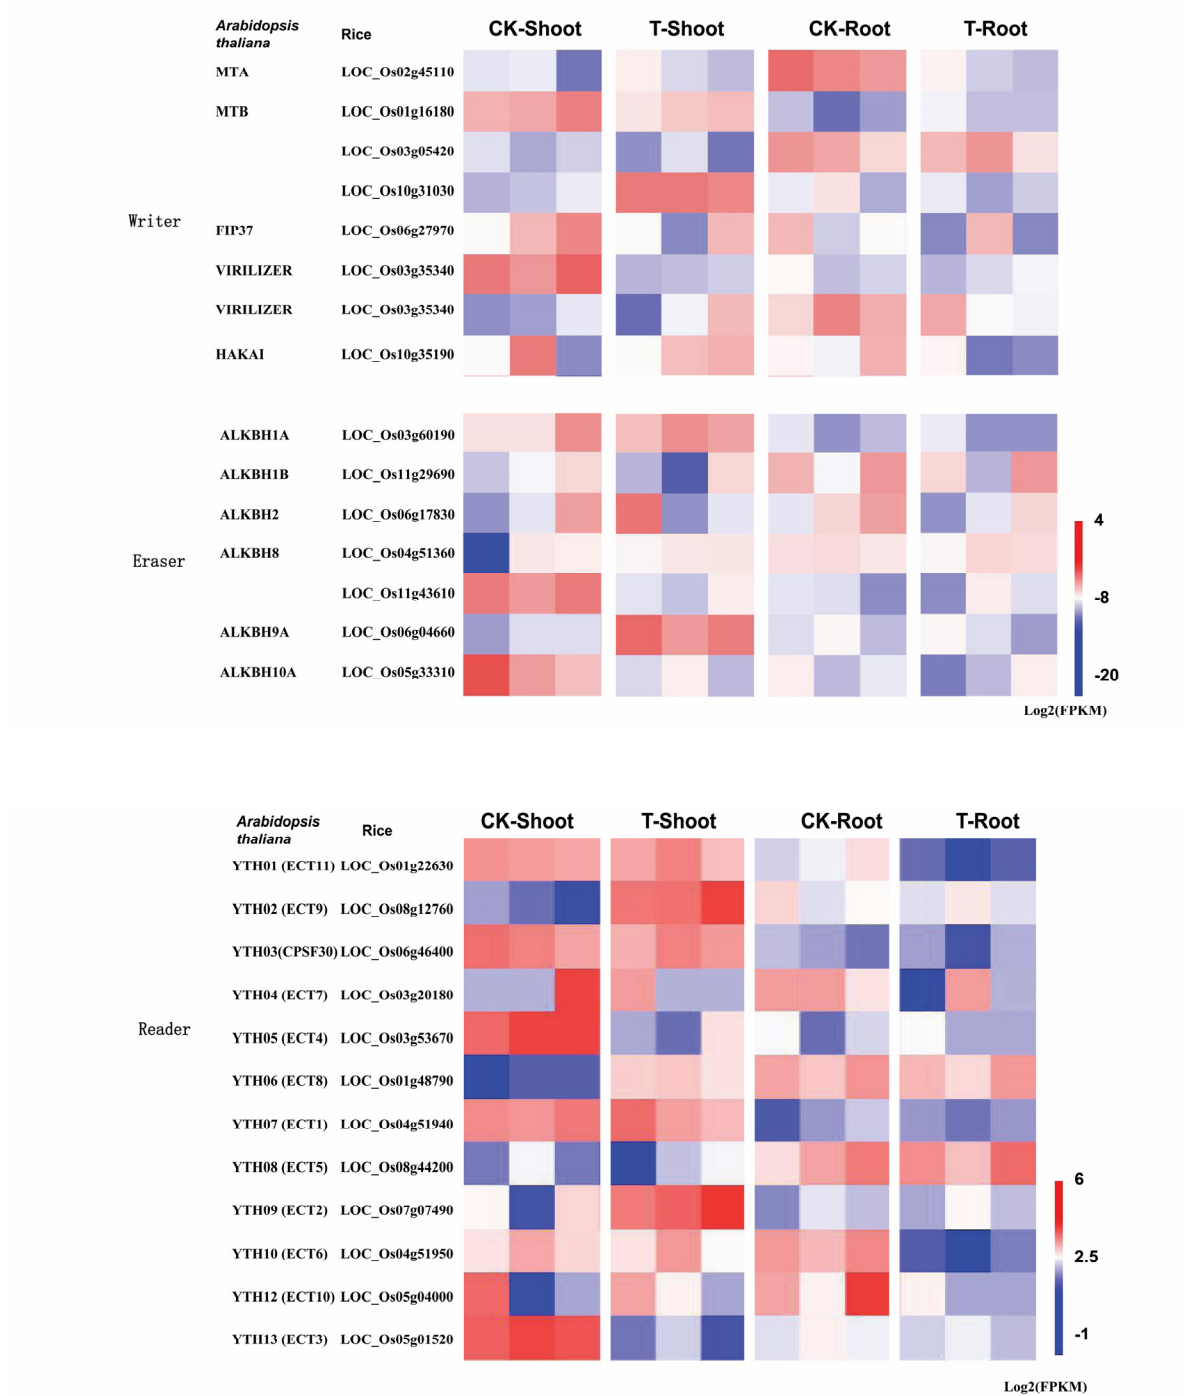 Arabidopsis thaliana Rice CK-Shoot T-Shoot CK-Root T-Root
MTA LOC_Os02g45110
MTB LOC_Os01g16180
LOC_Os03g05420
LOC_Os10g31030
Writer
FIP37 LOC_Os06g27970
VIRILIZER LOC_Os03g35340
VIRILIZER LOC_Os03g35340
HAKAI LOC_Os10g35190
ALKBH1A LOC_Os03g60190
ALKBH1B LOC_Os11g29690
ALKBH2 LOC_Os06g17830
4
Eraser
ALKBH8 LOC_Os04g51360
LOC_Os11g43610
-8
ALKBH9A LOC_Os06g04660
ALKBH10A LOC_Os05g33310
-20
Log2(FPKM)
Arabidopsis thaliana Rice CK-Shoot T-Shoot CK-Root T-Root
YTH01 (ECT11) LOC_Os01g22630
YTH02 (ECT9) LOC_Os08g12760
YTH03(CPSF30) LOC_Os06g46400
YTH04 (ECT7) LOC_Os03g20180
Reader
YTH05 (ECT4) LOC_Os03g53670
YTH06 (ECT8) LOC_Os01g48790
YTH07 (ECT1) LOC_Os04g51940
YTH08 (ECT5) LOC_Os08g44200
6
YTH09 (ECT2) LOC_Os07g07490
YTH10 (ECT6) LOC_Os04g51950
2.5
YTH12 (ECT10) LOC_Os05g04000
YTH13 (ECT3) LOC_Os05g01520
-1
Log2(FPKM)